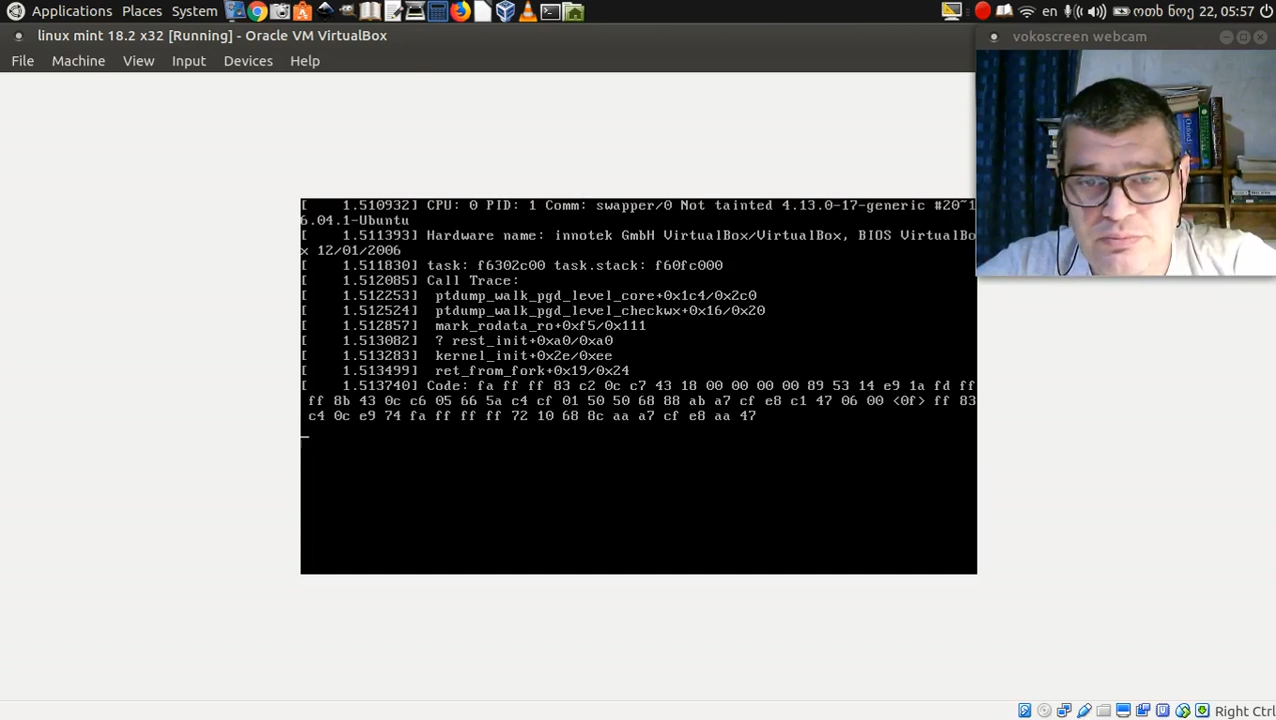 Applications Places System en ოთხ ნოე 22, 05:57
linux mint 18.2 x32 [Running] - Oracle VM VirtualBox
vokoscreen webcam
File Machine View Input Devices Help
[    1.510932] CPU: 0 PID: 1 Comm: swapper/0 Not tainted 4.13.0-17-generic #20~1
6.04.1-Ubuntu
[    1.511393] Hardware name: innotek GmbH VirtualBox/VirtualBox, BIOS VirtualBo
x 12/01/2006
[    1.511830] task: f6302c00 task.stack: f60fc000
[    1.512085] Call Trace:
[    1.512253]  ptdump_walk_pgd_level_core+0x1c4/0x2c0
[    1.512524]  ptdump_walk_pgd_level_checkwx+0x16/0x20
[    1.512857]  mark_rodata_ro+0xf5/0x111
[    1.513082]  ? rest_init+0xa0/0xa0
[    1.513283]  kernel_init+0x2e/0xee
[    1.513499]  ret_from_fork+0x19/0x24
[    1.513740] Code: fa ff ff 83 c2 0c c7 43 18 00 00 00 00 89 53 14 e9 1a fd ff
ff 8b 43 0c c6 05 66 5a c4 cf 01 50 50 68 88 ab a7 cf e8 c1 47 06 00 <0f> ff 83
c4 0c e9 74 fa ff ff ff 72 10 68 8c aa a7 cf e8 aa 47
Right Ctrl